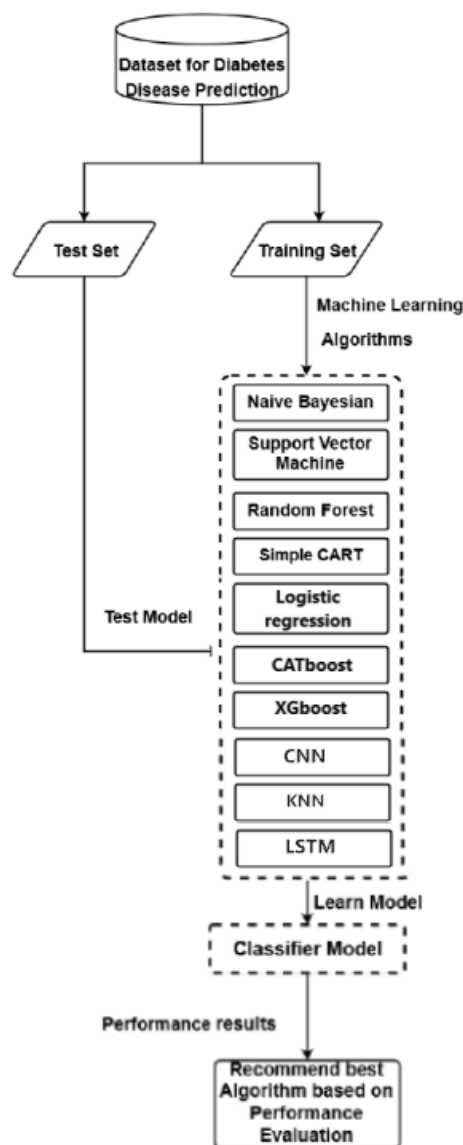 Dataset for Diabetes
Disease Prediction
Test Set
Training Set
Machine Learning
Algorithms
Naive Bayesian
Support Vector
Machine
Random Forest
Simple CART
Logistic
regression
Test Model
CATboost
XGboost
CNN
KNN
LSTM
Learn Model
Classifier Model
Performance results
Recommend best
Algorithm based on
Performance
Evaluation